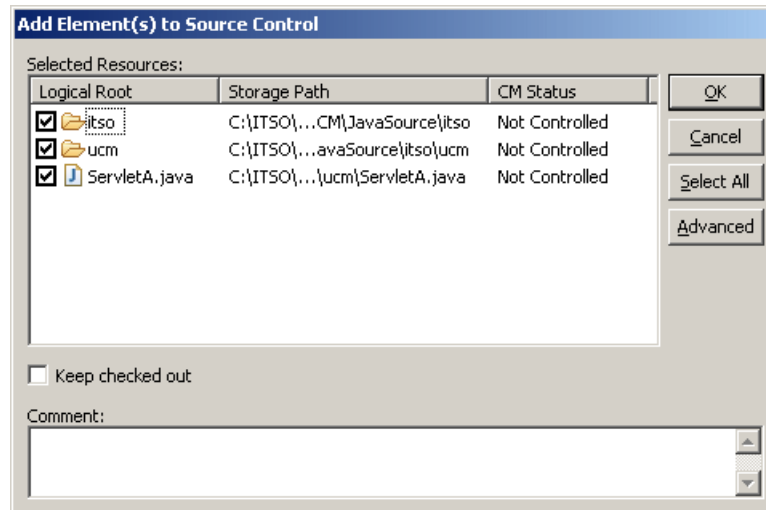 Add Element(s) to Source Control
Selected Resources:
Logical Root Storage Path CM Status
itso C:\ITSO\...CM\JavaSource\itso Not Controlled
ucm C:\ITSO\...avaSource\itso\ucm Not Controlled
ServletA.java C:\ITSO\...\ucm\ServletA.java Not Controlled
OK
Cancel
Select All
Advanced
Keep checked out
Comment: